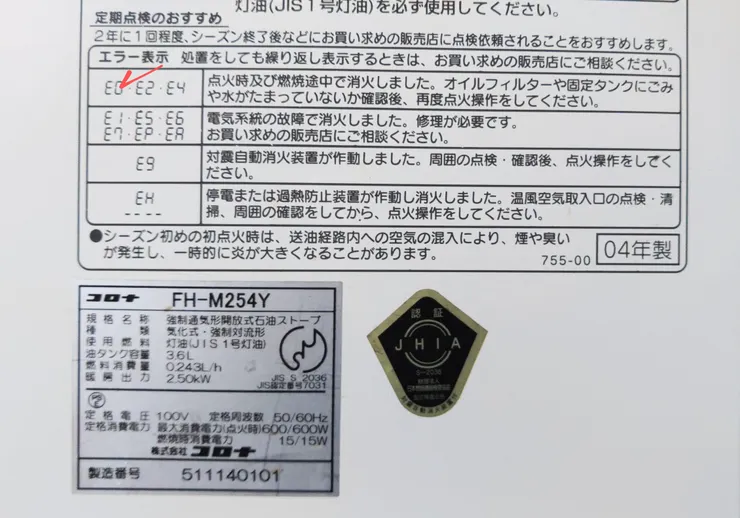 灯油(JIS1号灯油)を必ず使用してください。
定期点検のおすすめ
2年に1回程度、シーズン終了後などにお買い求めの販売店に点検依頼されることをおすすめします。
エラー表示 処置をしても繰り返し表示するときは、お買い求めの販売店にご相談ください。
E0・E2・E4
点火時及び燃焼途中で消火しました。オイルフィルターや固定タンクにごみ
や水がたまっていないか確認後、再度点火操作をしてください。
E1・E5・E6
E7・EP・EA
電気系統の故障で消火しました。修理が必要です。
お買い求めの販売店にご相談ください。
E9
対震自動消火装置が作動しました。周囲の点検・確認後、点火操作をしてく
ださい。
EH
----
停電または過熱防止装置が作動し消火しました。温風空気取入口の点検・清
掃、周囲の確認をしてから、点火操作をしてください。
●シーズン初めの初点火時は、送油経路内への空気の混入により、煙や臭い
が発生し、一時的に炎が大きくなることがあります。
755-00
04年製
コロナ FH-M254Y
規格名称 強制通気形開放式石油ストーブ
種類 気化式・強制対流形
使用燃料 灯油(JIS1号灯油)
油タンク容量 3.6L
燃料消費量 0.243L/h
暖房出力 2.50kW
JIS S 2036
JIS認定番号7031
定格電圧 100V 定格周波数 50/60Hz
定格消費電力 最大消費電力(点火時)600/600W
燃焼時消費電力 15/15W
株式会社コロナ
製造番号 511140101
認証
JHIA